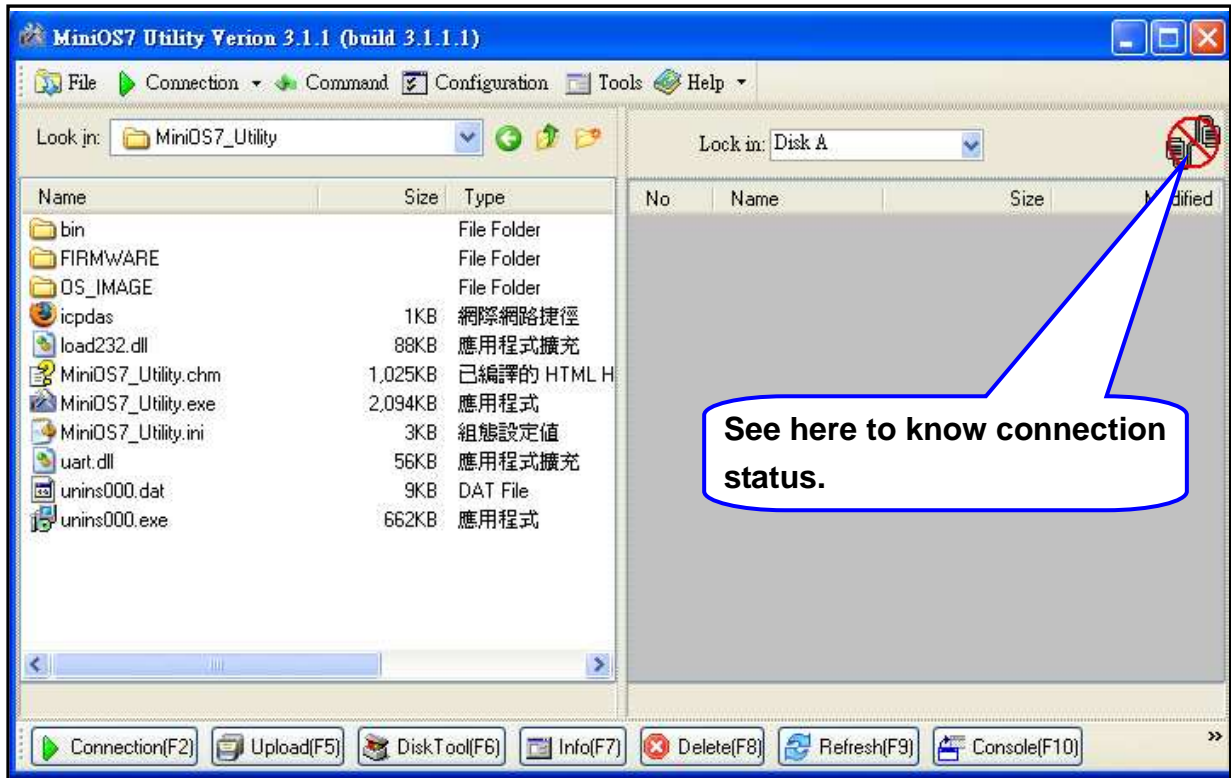 MiniOS7 Utility Verion 3.1.1 (build 3.1.1.1)
File Connection Command Configuration Tools Help
Look in: MiniOS7_Utility
Lock in: Disk A
Name Size Type
No Name Size Modified
bin File Folder
FIRMWARE File Folder
OS_IMAGE File Folder
icpdas 1KB 網際網路捷徑
load232.dll 88KB 應用程式擴充
MiniOS7_Utility.chm 1,025KB 已編譯的 HTML H
MiniOS7_Utility.exe 2,094KB 應用程式
MiniOS7_Utility.ini 3KB 組態設定值
uart.dll 56KB 應用程式擴充
unins000.dat 9KB DAT File
unins000.exe 662KB 應用程式
See here to know connection
status.
Connection(F2) Upload(F5) DiskTool(F6) Info(F7) Delete(F8) Refresh(F9) Console(F10) »